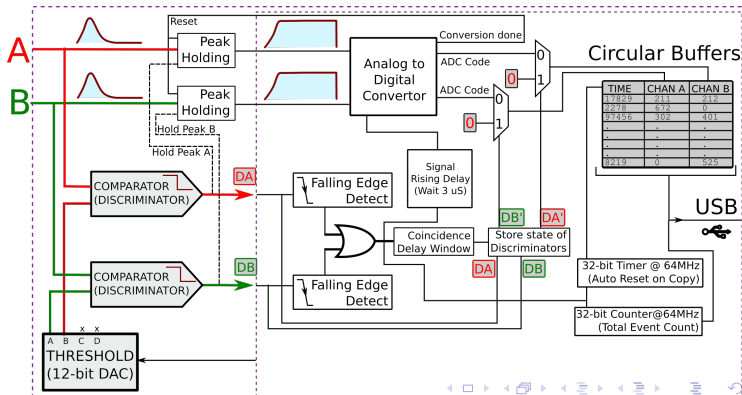 Reset
A
Peak
Holding
Conversion done
Analog to
Digital
Convertor
ADC Code
0
1
0
Circular Buffers
B
Peak
Holding
ADC Code
0
1
0
TIME CHAN A CHAN B
17829 211 212
2278 672 0
97456 302 401
. . .
. . .
. . .
8219 0 525
Hold Peak B
Hold Peak A
COMPARATOR
(DISCRIMINATOR)
DA
Falling Edge
Detect
Signal
Rising Delay
(Wait 3 uS)
DB'
DA'
USB
Coincidence
Delay Window
Store state of
Discriminators
COMPARATOR
(DISCRIMINATOR)
DB
Falling Edge
Detect
DA
DB
32-bit Timer @ 64MHz
(Auto Reset on Copy)
32-bit Counter@64MHz
(Total Event Count)
x x
A B C D
THRESHOLD
(12-bit DAC)